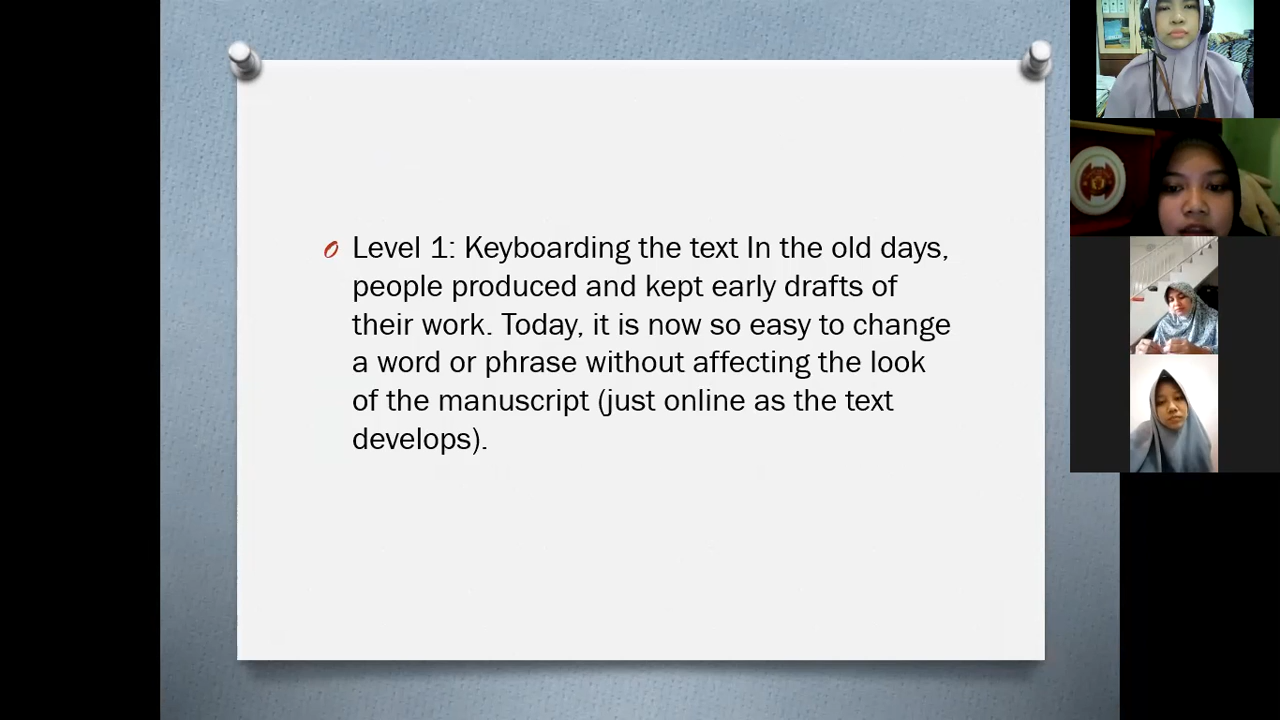 Level 1: Keyboarding the text In the old days,
people produced and kept early drafts of
their work. Today, it is now so easy to change
a word or phrase without affecting the look
of the manuscript (just online as the text
develops).